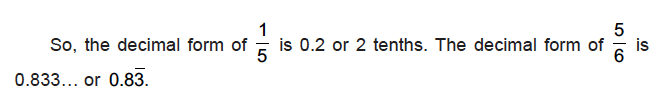 So, the decimal form of 1/5 is 0.2 or 2 tenths. The decimal form of 5/6 is
0.833... or 0.83̅.